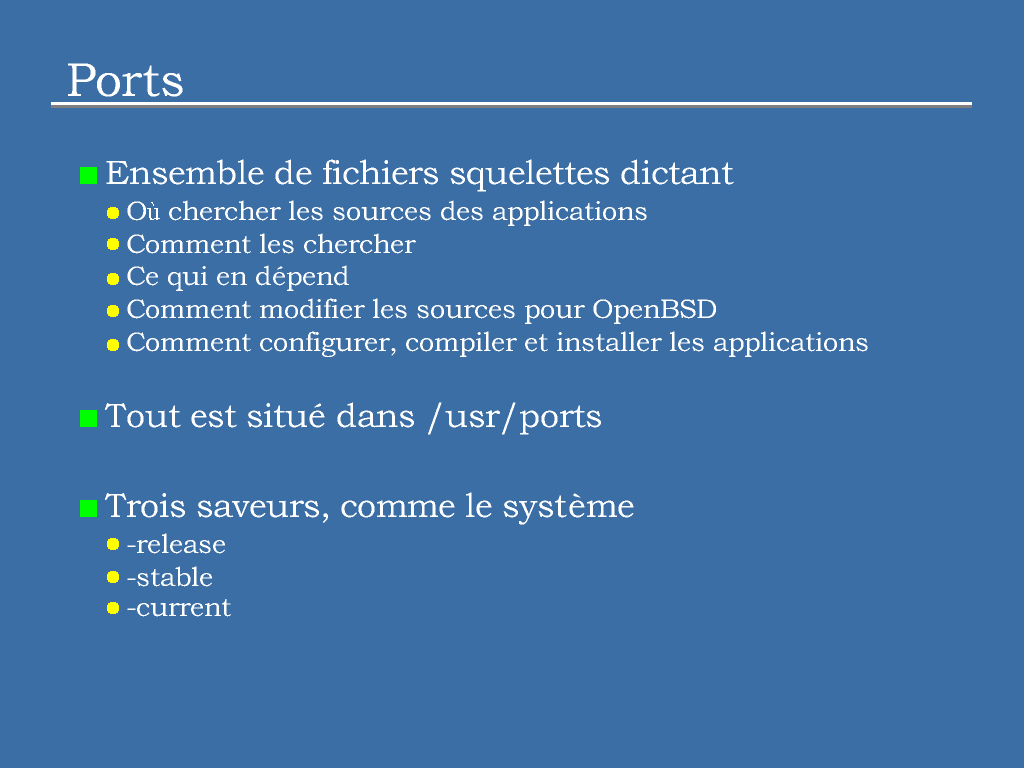 Ports
Ensemble de fichiers squelettes dictant
Où chercher les sources des applications
Comment les chercher
Ce qui en dépend
Comment modifier les sources pour OpenBSD
Comment configurer, compiler et installer les applications
Tout est situé dans /usr/ports
Trois saveurs, comme le système
-release
-stable
-current